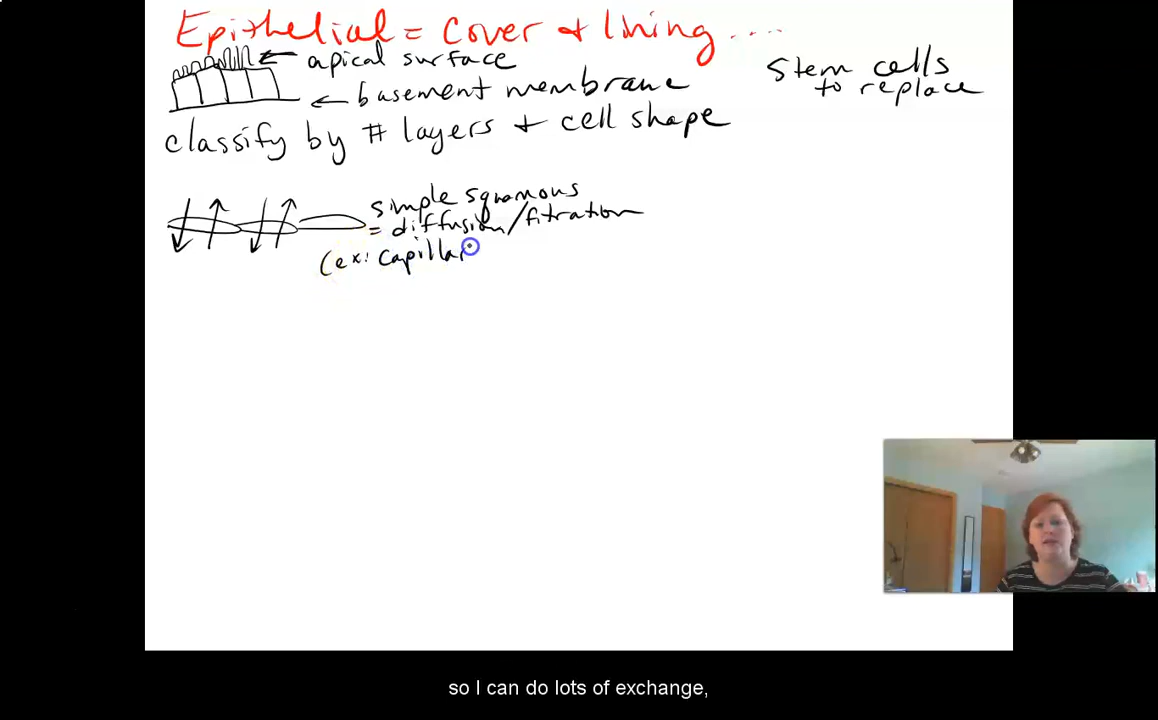 Epithelial = cover + lining ....
← apical surface
← basement membrane
Stem cells
to replace
classify by # layers + cell shape
simple squamous
= diffusion/fitration
(ex: capillar
so I can do lots of exchange,